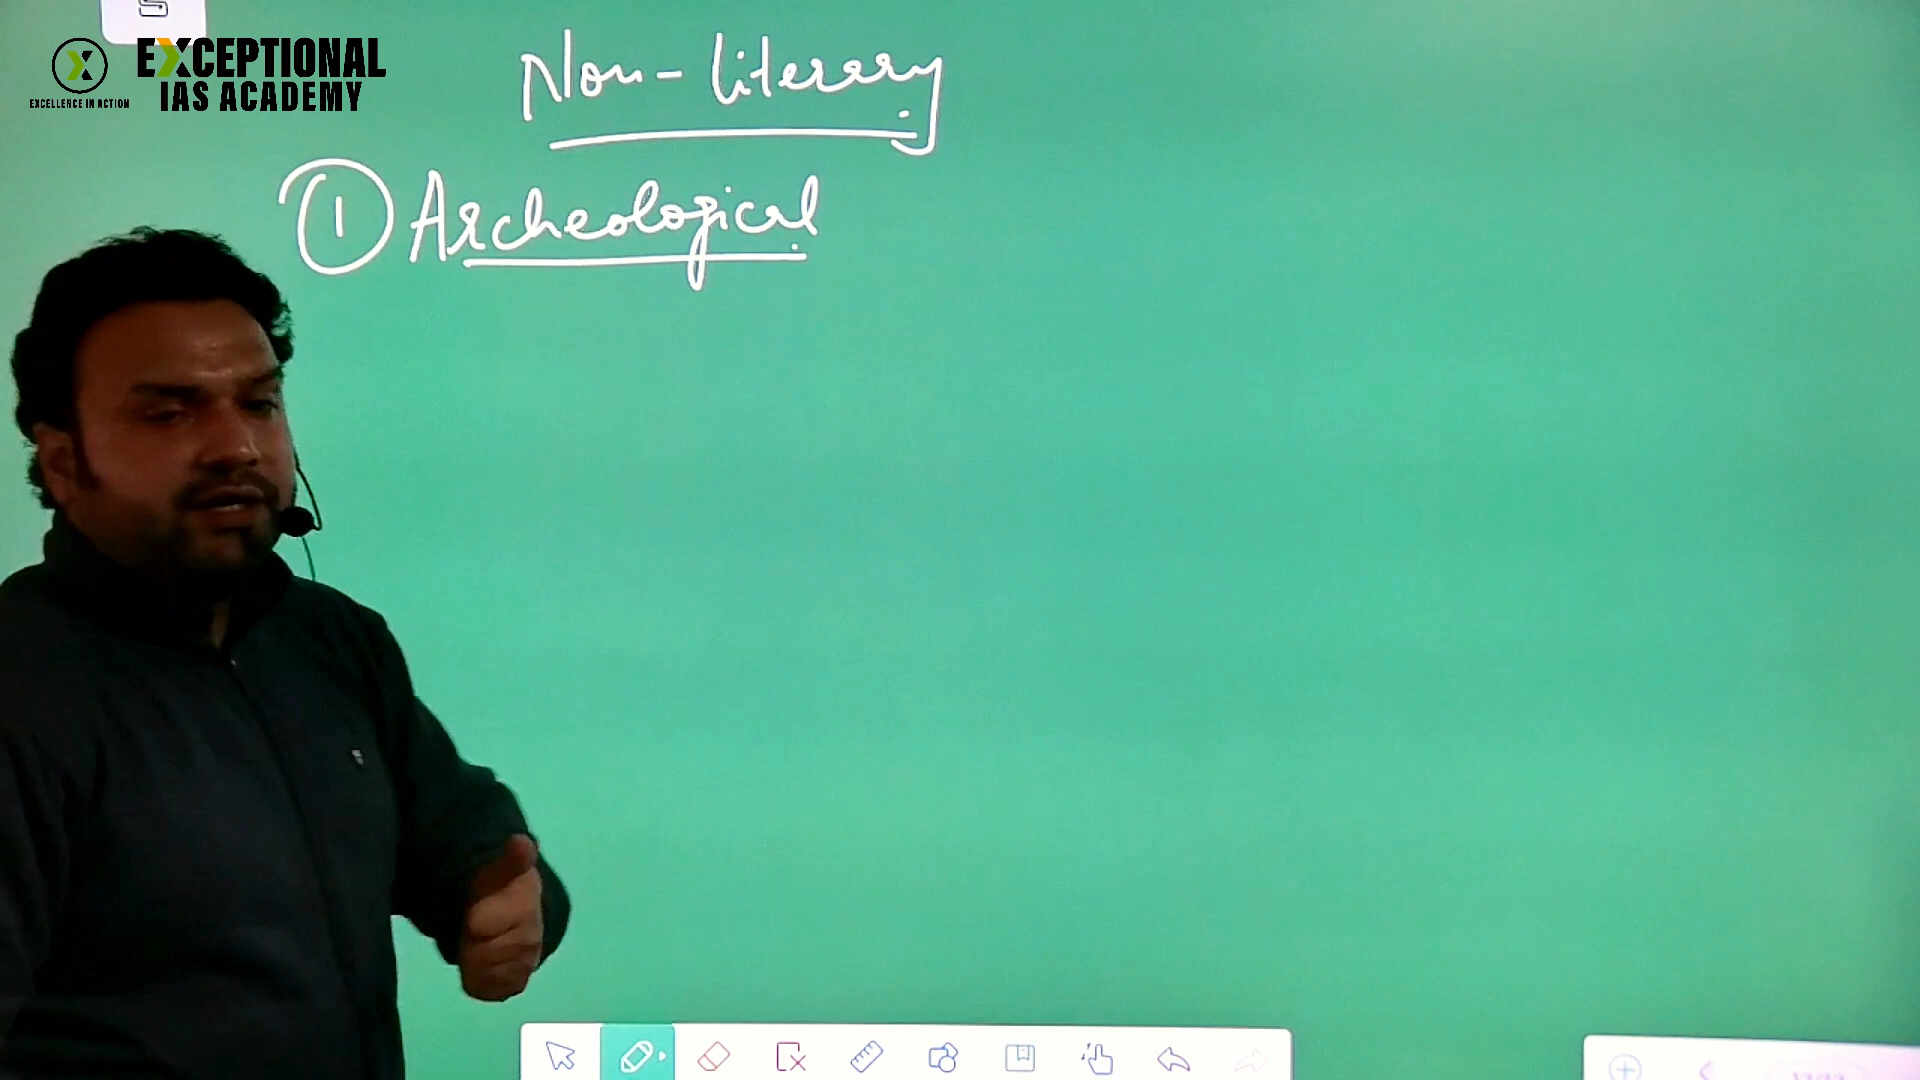 EXCEPTIONAL
IAS ACADEMY
EXCELLENCE IN ACTION
Non-Literary
① Archeological